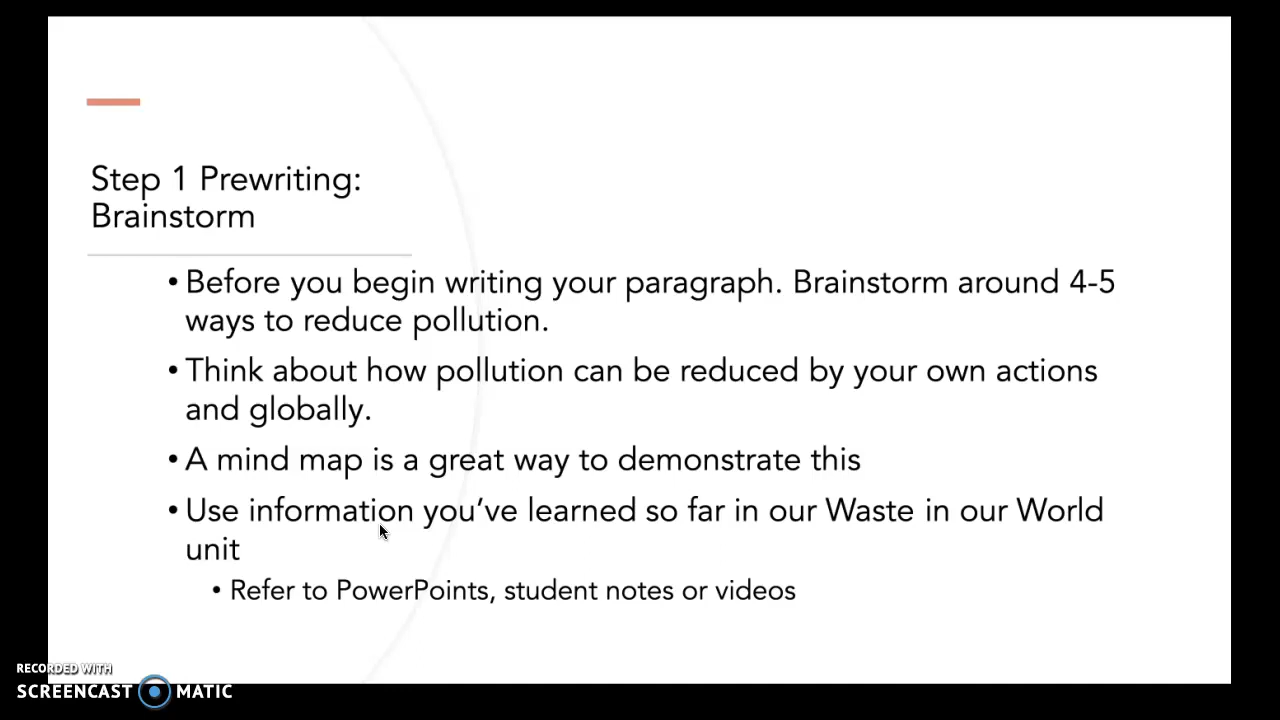 Step 1 Prewriting:
Brainstorm
• Before you begin writing your paragraph. Brainstorm around 4-5
ways to reduce pollution.
• Think about how pollution can be reduced by your own actions
and globally.
• A mind map is a great way to demonstrate this
• Use information you’ve learned so far in our Waste in our World
unit
• Refer to PowerPoints, student notes or videos
RECORDED WITH
SCREENCAST MATIC